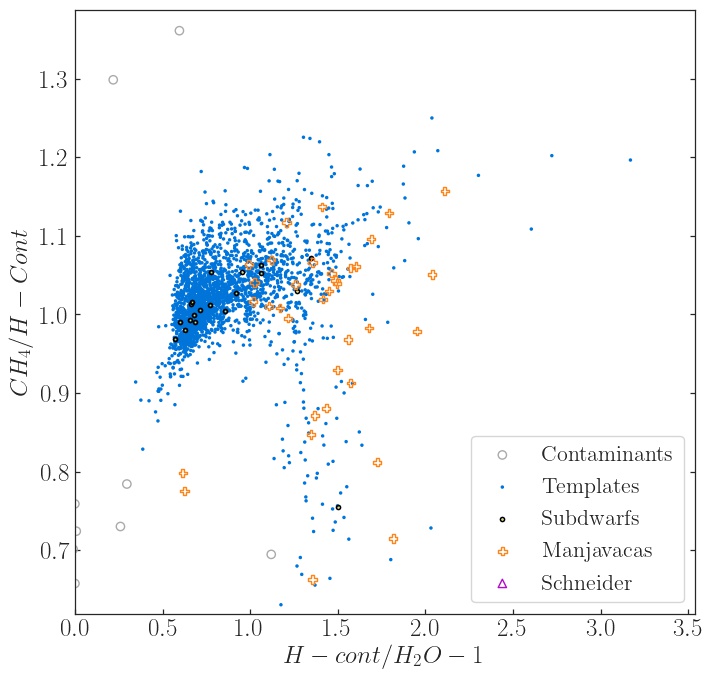 1.3
1.2
1.1
1.0
0.9
0.8
0.7
CH₄/H − Cont
Contaminants
Templates
Subdwarfs
Manjavacas
Schneider
0.0 0.5 1.0 1.5 2.0 2.5 3.0 3.5
H − cont/H₂O − 1